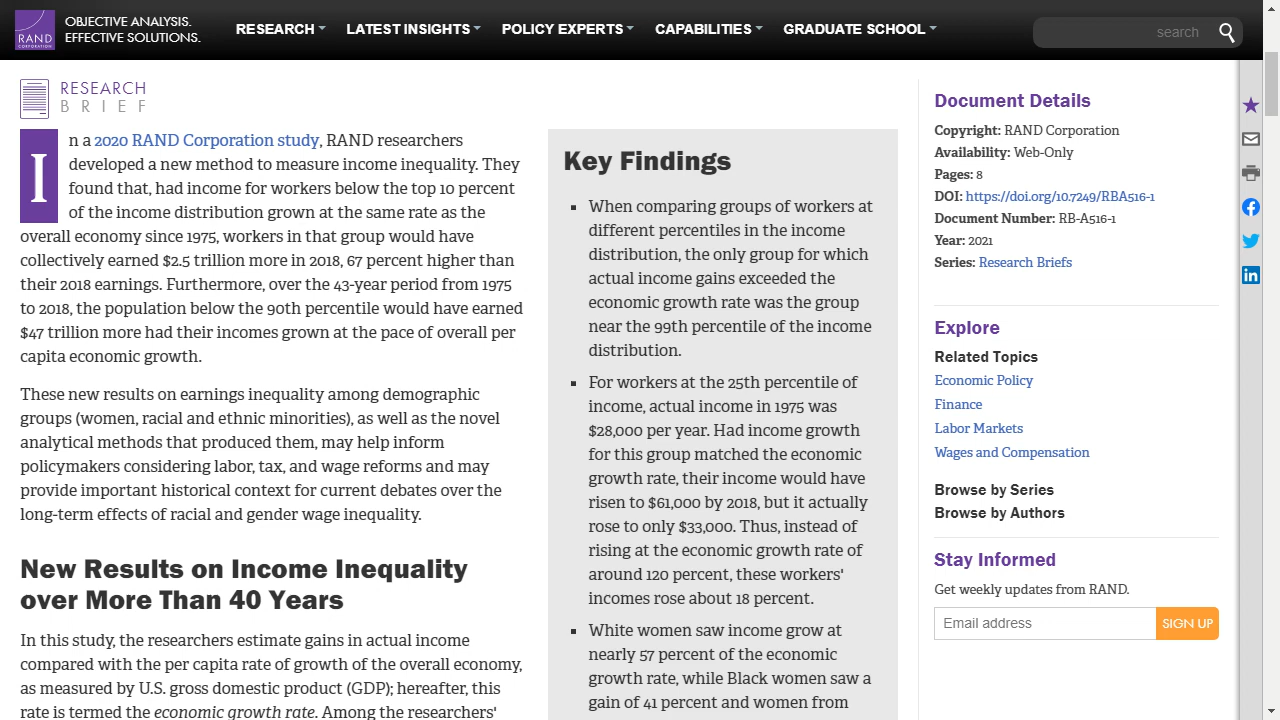 RAND
CORPORATION
OBJECTIVE ANALYSIS.
EFFECTIVE SOLUTIONS.
RESEARCH
LATEST INSIGHTS
POLICY EXPERTS
CAPABILITIES
GRADUATE SCHOOL
search
RESEARCH
BRIEF
In a 2020 RAND Corporation study, RAND researchers
developed a new method to measure income inequality. They
found that, had income for workers below the top 10 percent
of the income distribution grown at the same rate as the
overall economy since 1975, workers in that group would have
collectively earned $2.5 trillion more in 2018, 67 percent higher than
their 2018 earnings. Furthermore, over the 43-year period from 1975
to 2018, the population below the 90th percentile would have earned
$47 trillion more had their incomes grown at the pace of overall per
capita economic growth.
These new results on earnings inequality among demographic
groups (women, racial and ethnic minorities), as well as the novel
analytical methods that produced them, may help inform
policymakers considering labor, tax, and wage reforms and may
provide important historical context for current debates over the
long-term effects of racial and gender wage inequality.
New Results on Income Inequality
over More Than 40 Years
In this study, the researchers estimate gains in actual income
compared with the per capita rate of growth of the overall economy,
as measured by U.S. gross domestic product (GDP); hereafter, this
rate is termed the economic growth rate. Among the researchers'
Key Findings
When comparing groups of workers at
different percentiles in the income
distribution, the only group for which
actual income gains exceeded the
economic growth rate was the group
near the 99th percentile of the income
distribution.
For workers at the 25th percentile of
income, actual income in 1975 was
$28,000 per year. Had income growth
for this group matched the economic
growth rate, their income would have
risen to $61,000 by 2018, but it actually
rose to only $33,000. Thus, instead of
rising at the economic growth rate of
around 120 percent, these workers'
incomes rose about 18 percent.
White women saw income grow at
nearly 57 percent of the economic
growth rate, while Black women saw a
gain of 41 percent and women from
Document Details
Copyright: RAND Corporation
Availability: Web-Only
Pages: 8
DOI: https://doi.org/10.7249/RBA516-1
Document Number: RB-A516-1
Year: 2021
Series: Research Briefs
Explore
Related Topics
Economic Policy
Finance
Labor Markets
Wages and Compensation
Browse by Series
Browse by Authors
Stay Informed
Get weekly updates from RAND.
Email address
SIGN UP